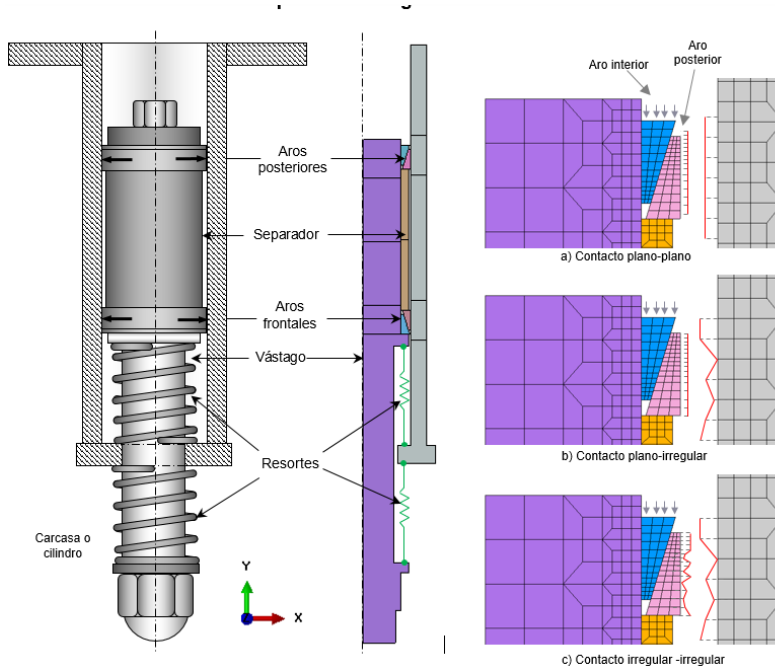 Aros
posteriores
Separador
Aros
frontales
Vástago
Resortes
Carcasa o
cilindro
Y
X
Aro interior
Aro
posterior
a) Contacto plano-plano
b) Contacto plano-irregular
c) Contacto irregular -irregular